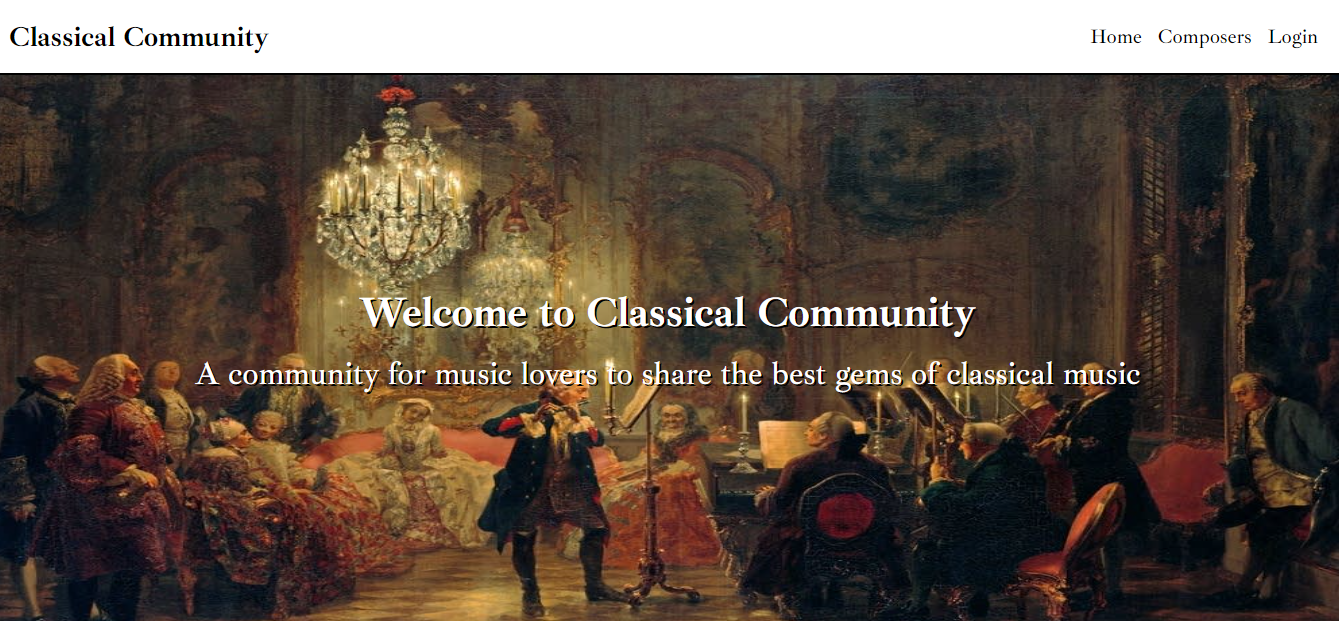 Classical Community
Home Composers Login
Welcome to Classical Community
A community for music lovers to share the best gems of classical music